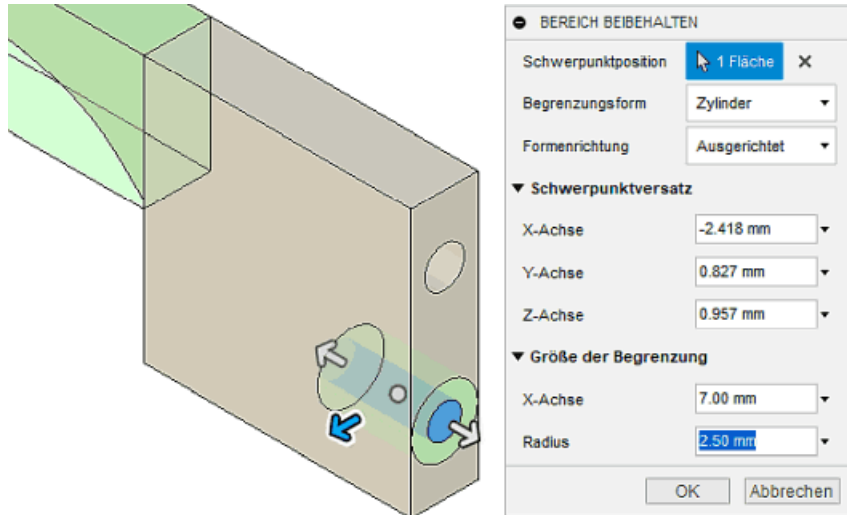 BEREICH BEIBEHALTEN
Schwerpunktposition 1 Fläche
Begrenzungsform Zylinder
Formenrichtung Ausgerichtet
Schwerpunktversatz
X-Achse -2.418 mm
Y-Achse 0.827 mm
Z-Achse 0.957 mm
Größe der Begrenzung
X-Achse 7.00 mm
Radius 2.50 mm
OK Abbrechen